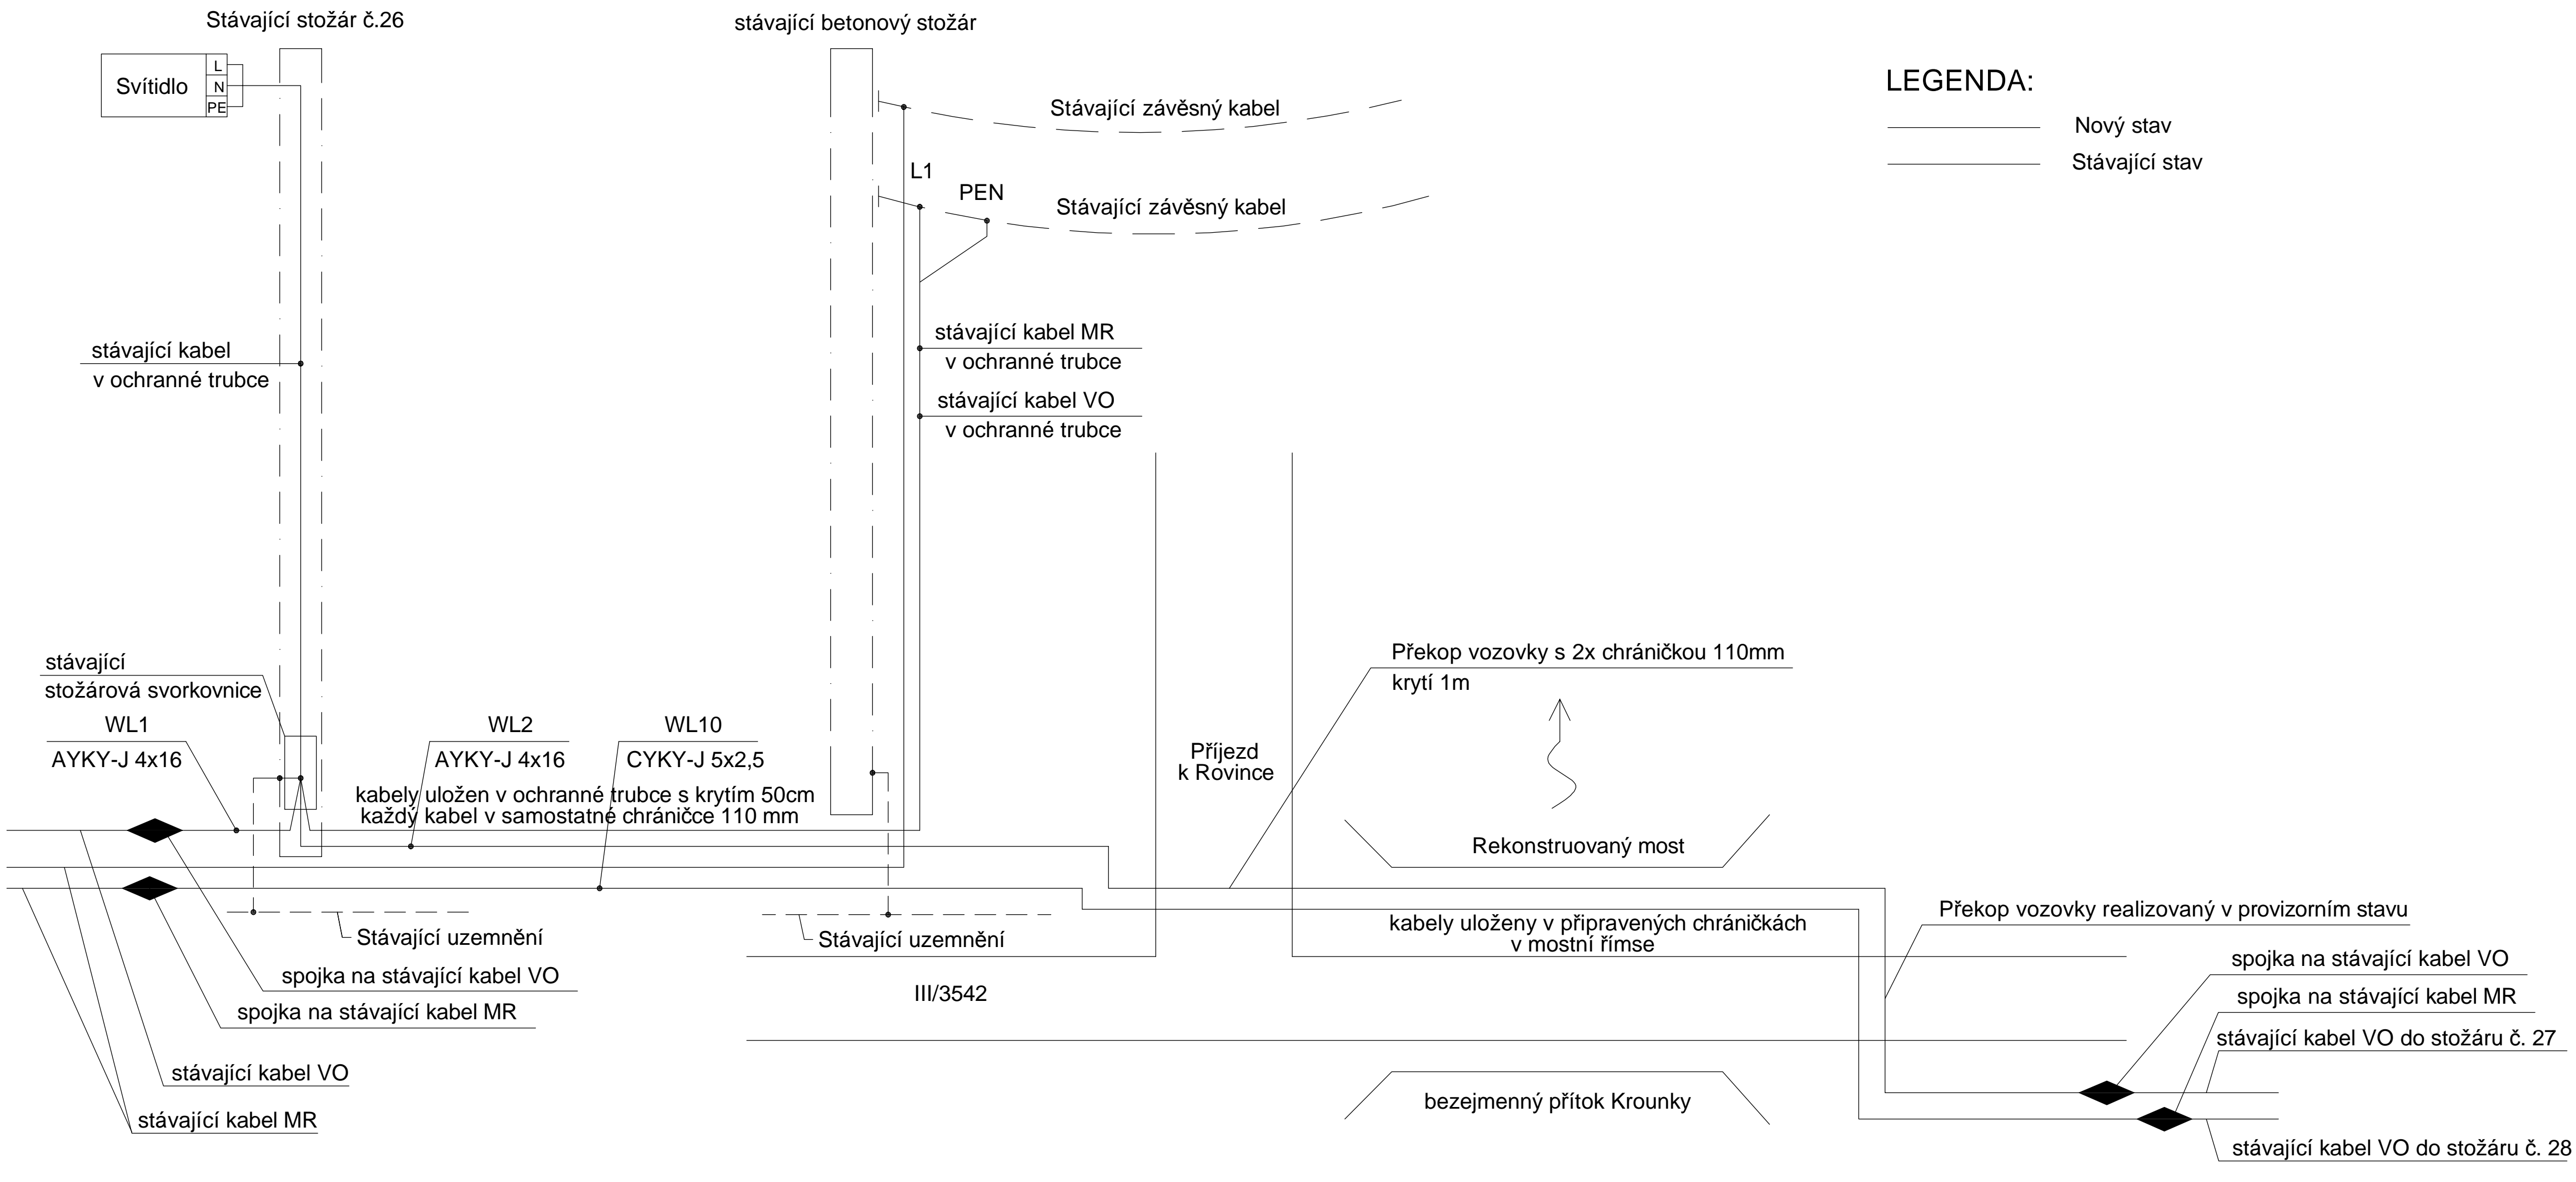 Stávající stožár č.26
stávající betonový stožár
Svítidlo
L
N
PE
LEGENDA:
Nový stav
Stávající stav
Stávající závěsný kabel
L1
PEN
Stávající závěsný kabel
stávající kabel
v ochranné trubce
stávající kabel MR
v ochranné trubce
stávající kabel VO
v ochranné trubce
stávající
stožárová svorkovnice
WL1
AYKY-J 4x16
WL2
AYKY-J 4x16
WL10
CYKY-J 5x2,5
kabely uložen v ochranné trubce s krytím 50cm
každý kabel v samostatné chráničce 110 mm
Příjezd
k Rovince
Překop vozovky s 2x chráničkou 110mm
krytí 1m
Rekonstruovaný most
Stávající uzemnění
Stávající uzemnění
kabely uloženy v připravených chráničkách
v mostní římse
Překop vozovky realizovaný v provizorním stavu
spojka na stávající kabel VO
spojka na stávající kabel MR
III/3542
spojka na stávající kabel VO
spojka na stávající kabel MR
stávající kabel VO do stožáru č. 27
stávající kabel VO
stávající kabel MR
bezejmenný přítok Krounky
stávající kabel VO do stožáru č. 28